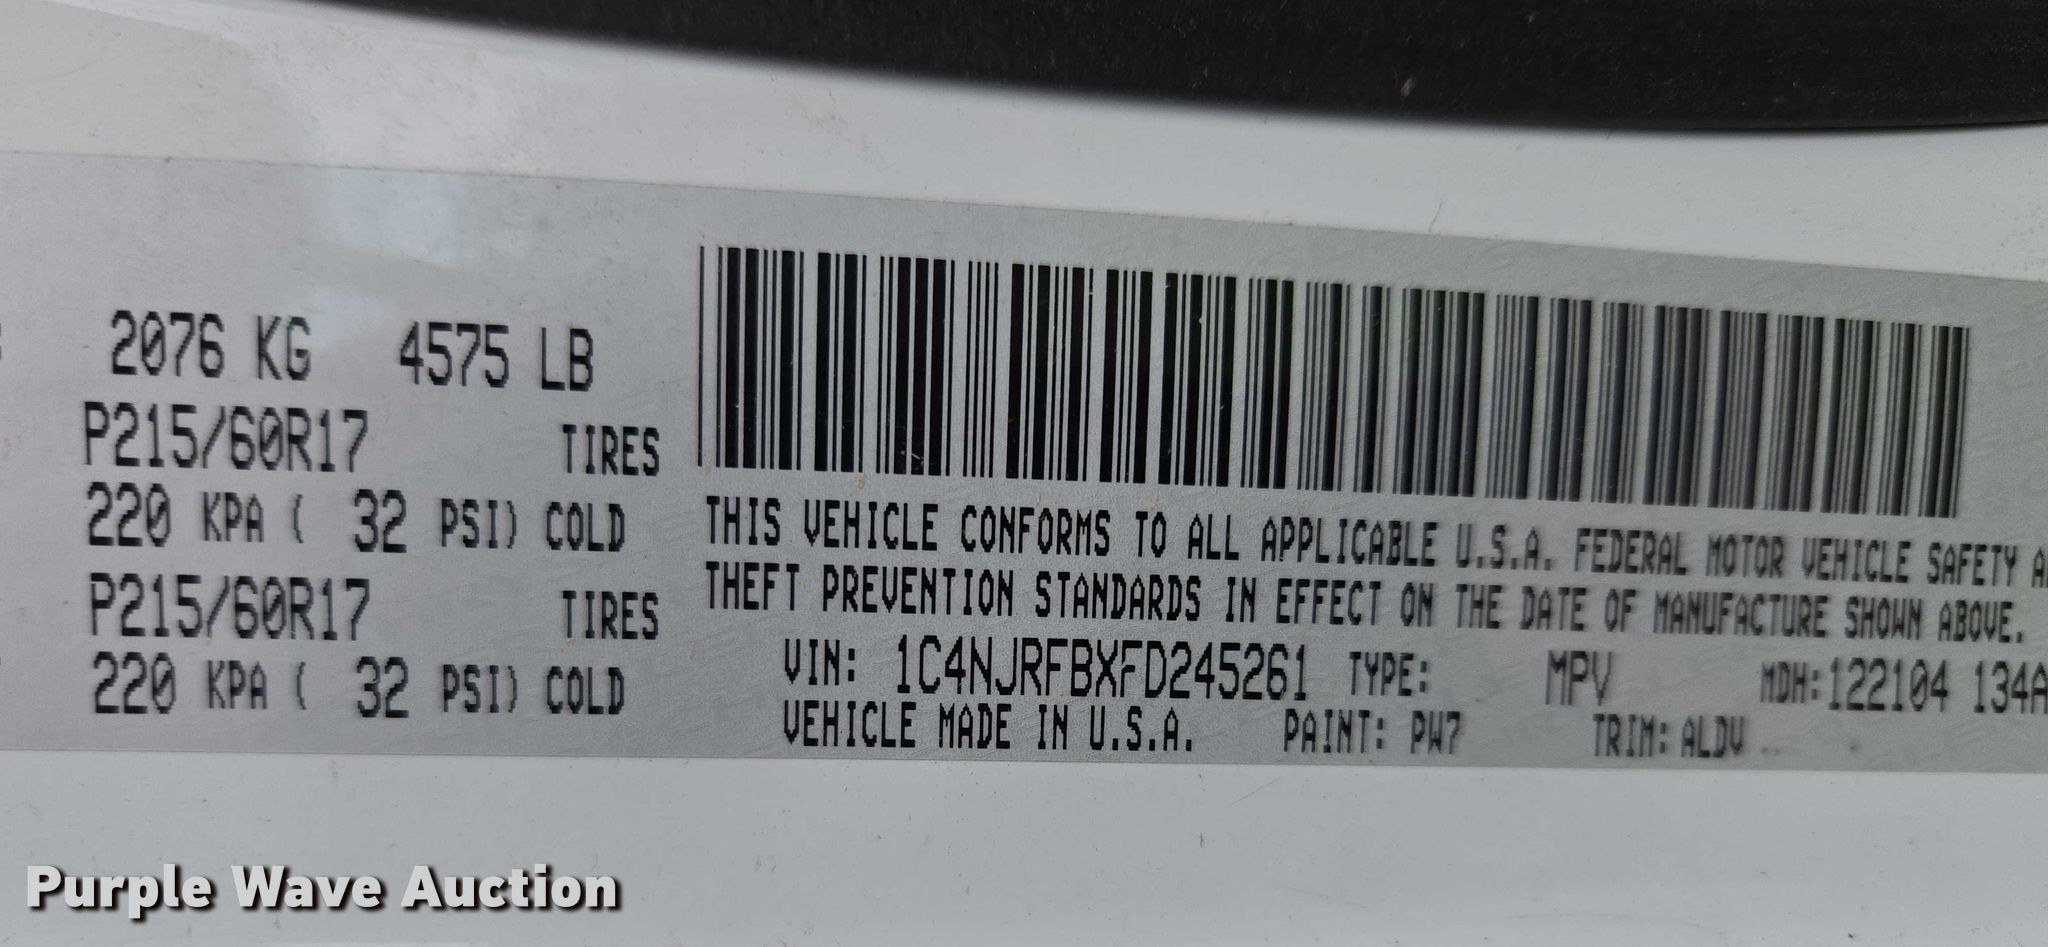 2076 KG 4575 LB
P215/60R17 TIRES
220 KPA ( 32 PSI) COLD
P215/60R17 TIRES
220 KPA ( 32 PSI) COLD
THIS VEHICLE CONFORMS TO ALL APPLICABLE U.S.A. FEDERAL MOTOR VEHICLE SAFETY
THEFT PREVENTION STANDARDS IN EFFECT ON THE DATE OF MANUFACTURE SHOWN ABOVE.
VIN: 1C4NJRFBXFD245261 TYPE: MPV MDH:122104 134A
VEHICLE MADE IN U.S.A. PAINT: PW7 TRIM: ALDV
Purple Wave Auction